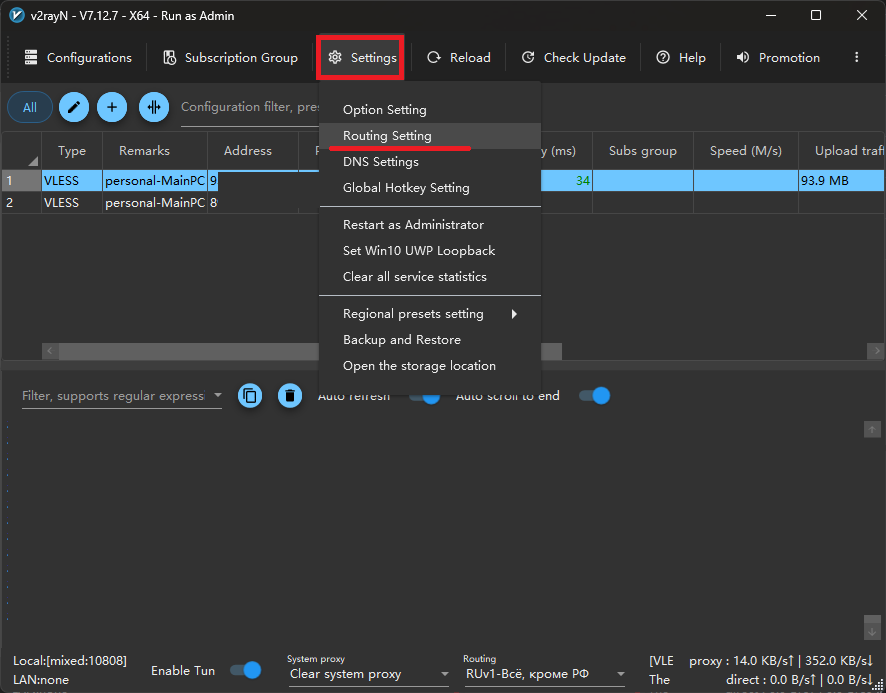 v2rayN - V7.12.7 - X64 - Run as Admin
Configurations
Subscription Group
Settings
Reload
Check Update
Help
Promotion
All
Configuration filter, pres
Option Setting
Routing Setting
DNS Settings
Global Hotkey Setting
Restart as Administrator
Set Win10 UWP Loopback
Clear all service statistics
Regional presets setting
Backup and Restore
Open the storage location
Type Remarks Address y (ms) Subs group Speed (M/s) Upload traff
1 VLESS personal-MainPC 9 34 93.9 MB
2 VLESS personal-MainPC 8
Filter, supports regular expressi
Auto refresh
Auto scroll to end
Local:[mixed:10808]
LAN:none
Enable Tun
System proxy
Clear system proxy
Routing
RUv1-Всё, кроме РФ
[VLE
The
proxy : 14.0 KB/s↑ | 352.0 KB/s↓
direct : 0.0 B/s↑ | 0.0 B/s↓